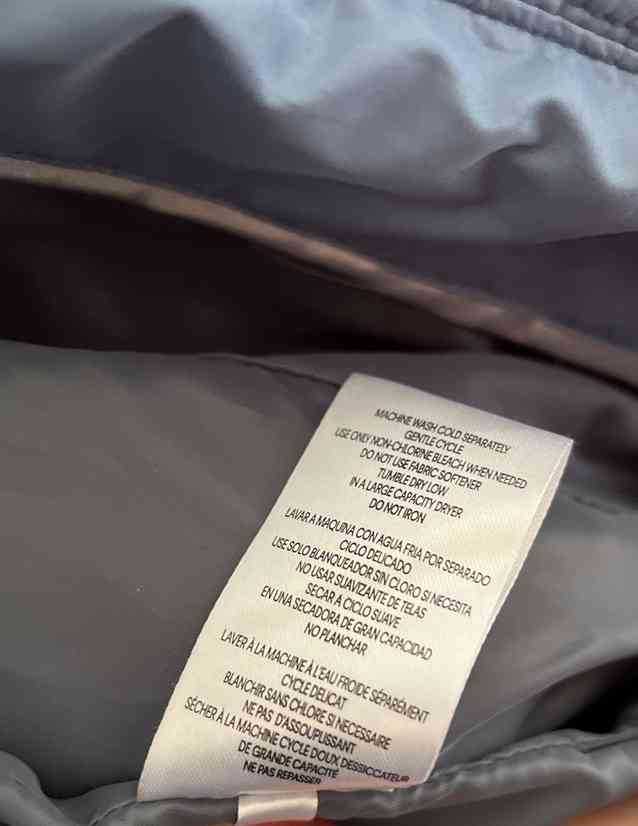 MACHINE WASH COLD SEPARATELY
GENTLE CYCLE
USE ONLY NON-CHLORINE BLEACH WHEN NEEDED
DO NOT USE FABRIC SOFTENER
TUMBLE DRY LOW
IN A LARGE CAPACITY DRYER
DO NOT IRON
LAVAR A MAQUINA CON AGUA FRIA POR SEPARADO
CICLO DELICADO
USE SOLO BLANQUEADOR SIN CLORO SI NECESITA
NO USAR SUAVIZANTE DE TELAS
SECAR A CICLO SUAVE
EN UNA SECADORA DE GRAN CAPACIDAD
NO PLANCHAR
LAVER À LA MACHINE À L'EAU FROIDE SÉPARÉMENT
CYCLE DELICAT
BLANCHIR SANS CHLORE SI NECESSAIRE
NE PAS D'ASSOUPLISSANT
SÉCHER À LA MACHINE CYCLE DOUX DESSICCATEUR
DE GRANDE CAPACITÉ
NE PAS REPASSER